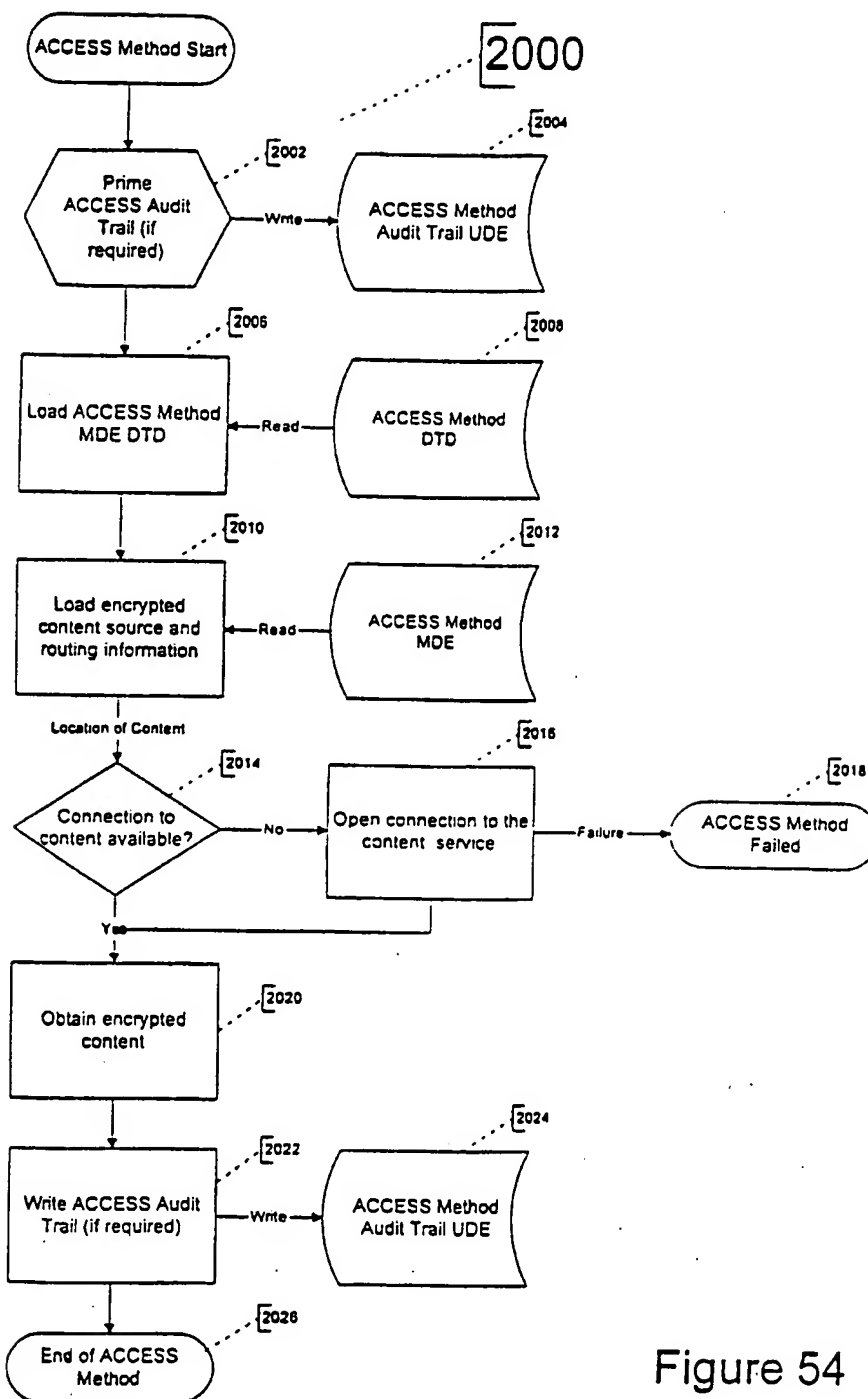 ACCESS Method Start
2000
2002
2004
Prime
ACCESS Audit
Trail (if
required)
Write
ACCESS Method
Audit Trail UDE
2006
2008
Load ACCESS Method
MDE DTD
Read
ACCESS Method
DTD
2010
2012
Load encrypted
content source and
routing information
Read
ACCESS Method
MDE
Location of Content
2014
2016
2018
Connection to
content available?
No
Open connection to the
content service
Failure
ACCESS Method
Failed
2020
Obtain encrypted
content
2022
2024
Write ACCESS Audit
Trail (if required)
Write
ACCESS Method
Audit Trail UDE
2026
End of ACCESS
Method
Figure 54